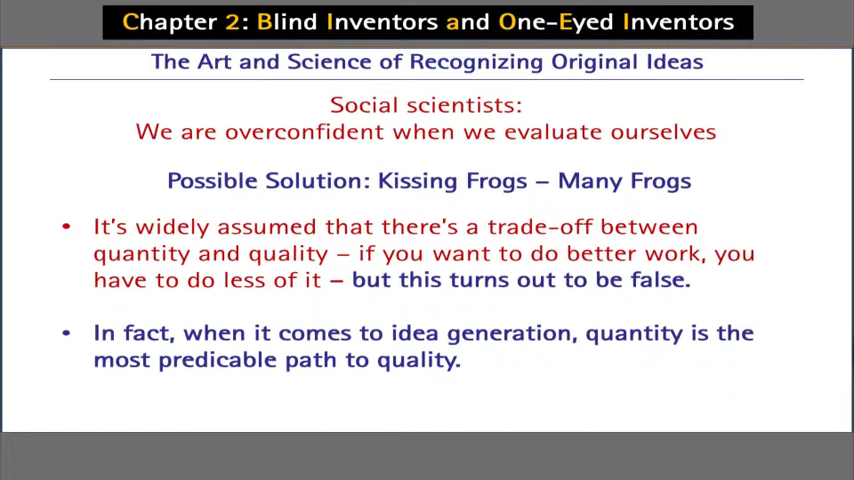 Chapter 2: Blind Inventors and One-Eyed Inventors
The Art and Science of Recognizing Original Ideas
Social scientists:
We are overconfident when we evaluate ourselves
Possible Solution: Kissing Frogs – Many Frogs
• It's widely assumed that there's a trade-off between
quantity and quality – if you want to do better work, you
have to do less of it – but this turns out to be false.
• In fact, when it comes to idea generation, quantity is the
most predicable path to quality.